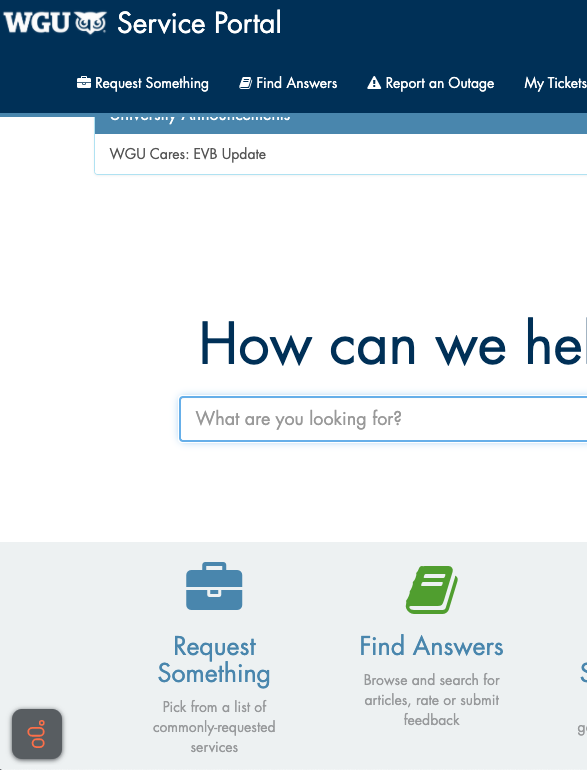 WGU Service Portal
Request Something Find Answers Report an Outage My Tickets
University Announcements
WGU Cares: EVB Update
How can we hel
What are you looking for?
Request
Something
Pick from a list of
commonly-requested
services
Find Answers
Browse and search for
articles, rate or submit
feedback
S
g